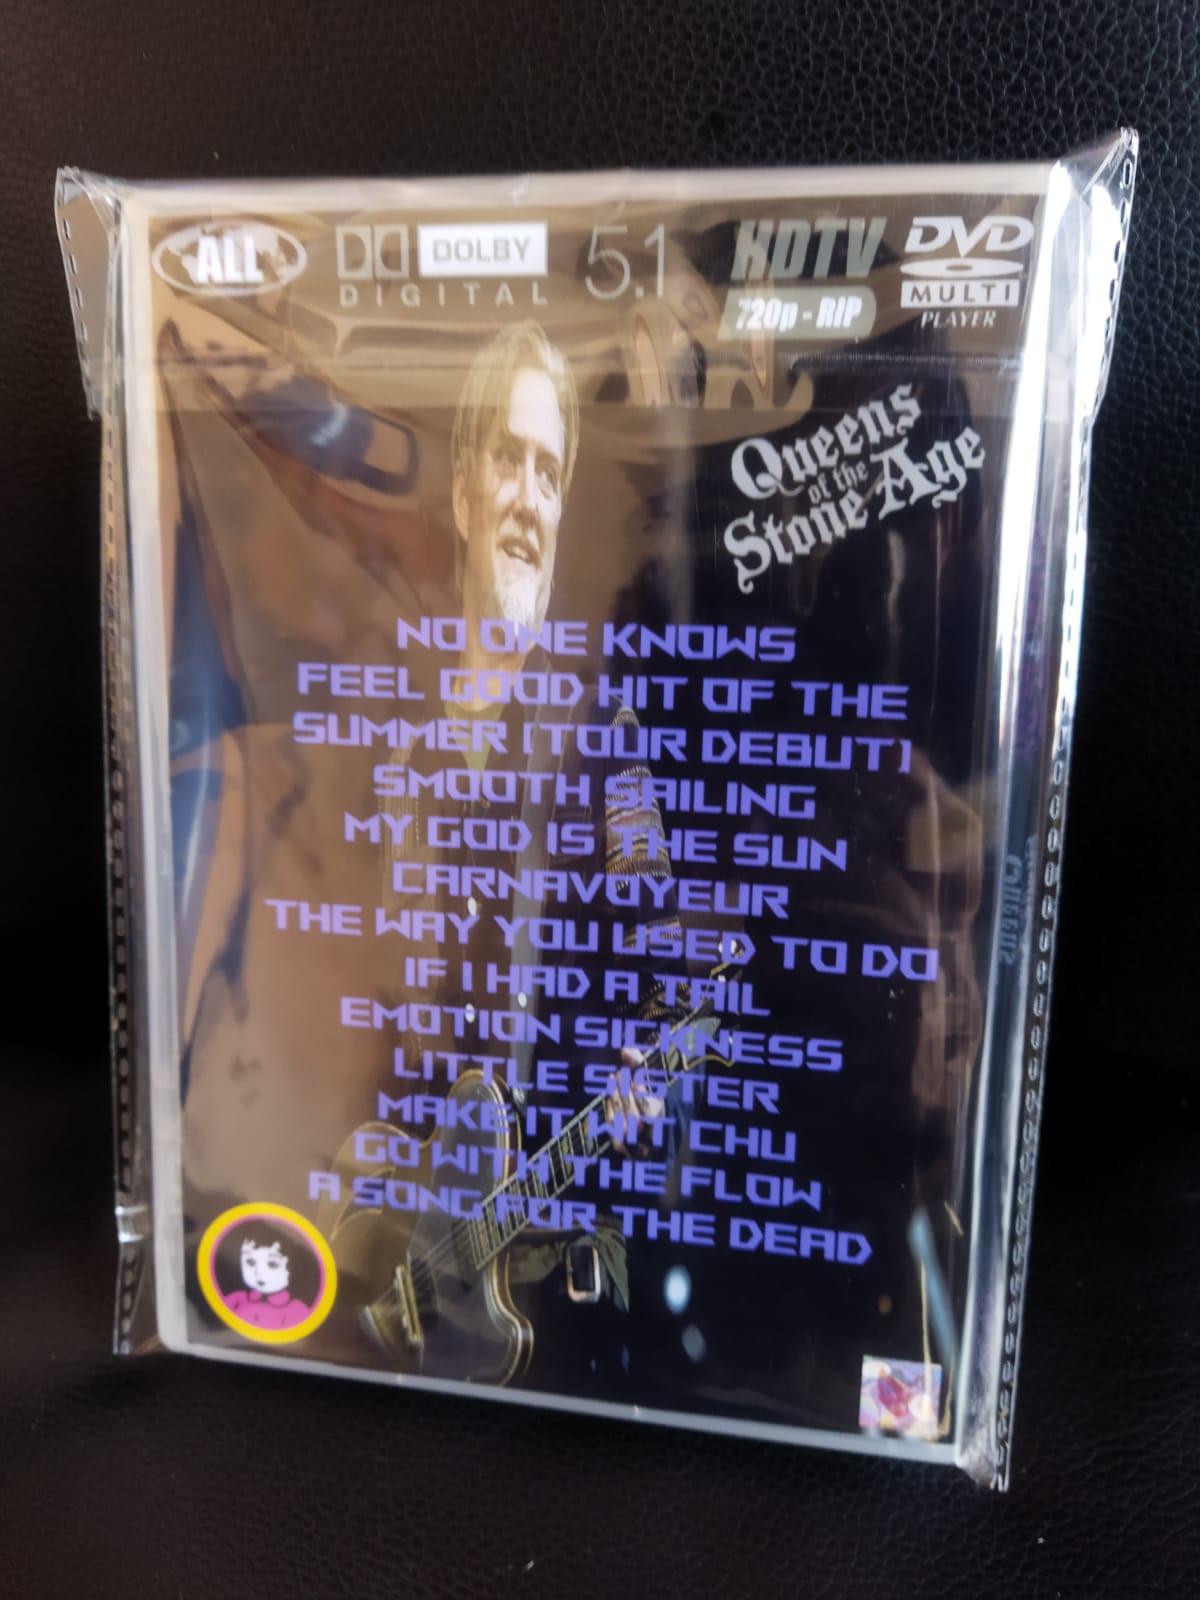 ALL
DOLBY
DIGITAL
5.1
HDTV
720p - RIP
DVD
MULTI
PLAYER
Queens
of the
Stone Age
NO ONE KNOWS
FEEL GOOD HIT OF THE
SUMMER [TOUR DEBUT]
SMOOTH SAILING
MY GOD IS THE SUN
CARNAVOYEUR
THE WAY YOU USED TO DO
IF I HAD A TAIL
EMOTION SICKNESS
LITTLE SISTER
MAKE IT WIT CHU
GO WITH THE FLOW
A SONG FOR THE DEAD